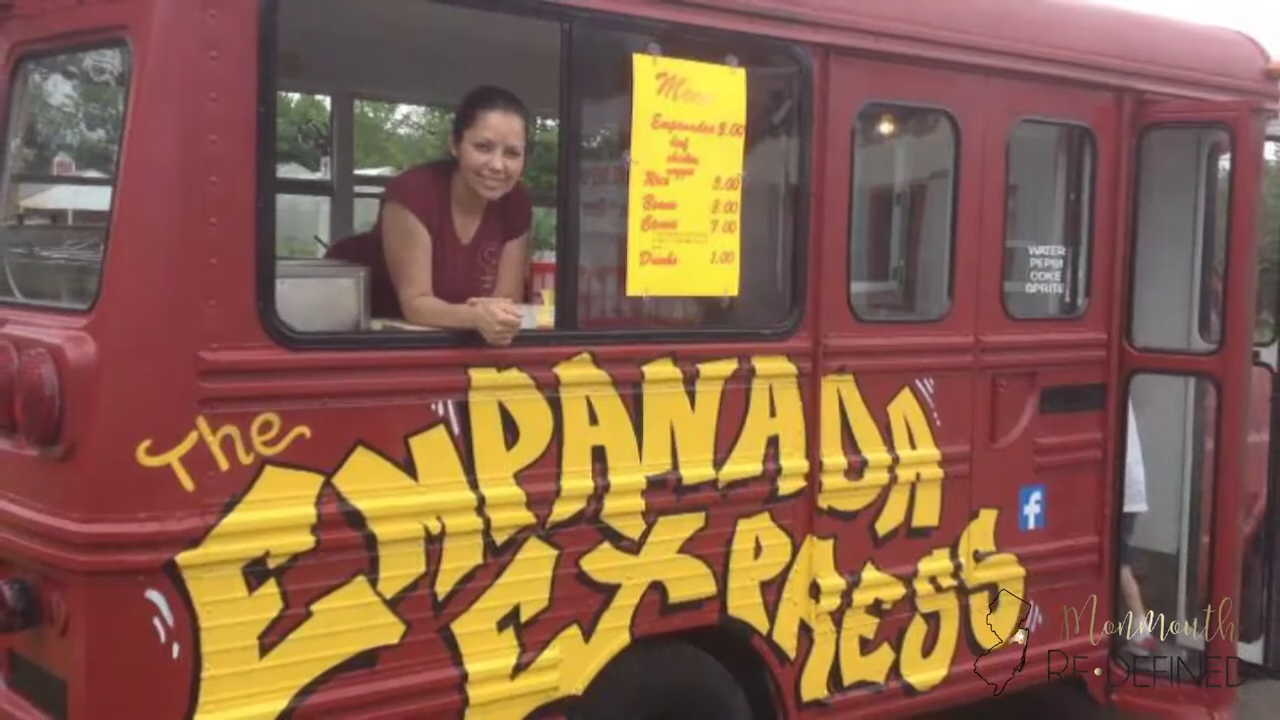 Menu
Empanadas 3.00
beef
chicken
veggie
Rice 3.00
Beans 3.00
7.00
Drinks 1.00
WATER
PEPSI
COKE
SPRITE
The
EMPANADA
EXPRESS
f
Monmouth
RE•DEFINED